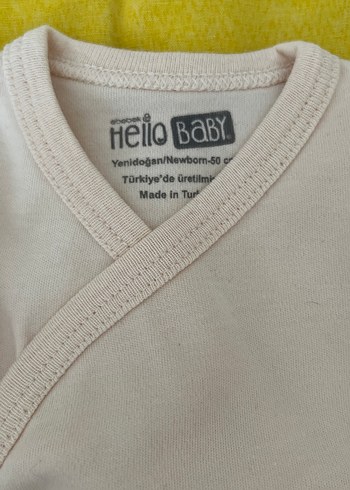 ebebek
Hello BABY
Yenidoğan/Newborn-50
Türkiye'de
Made in